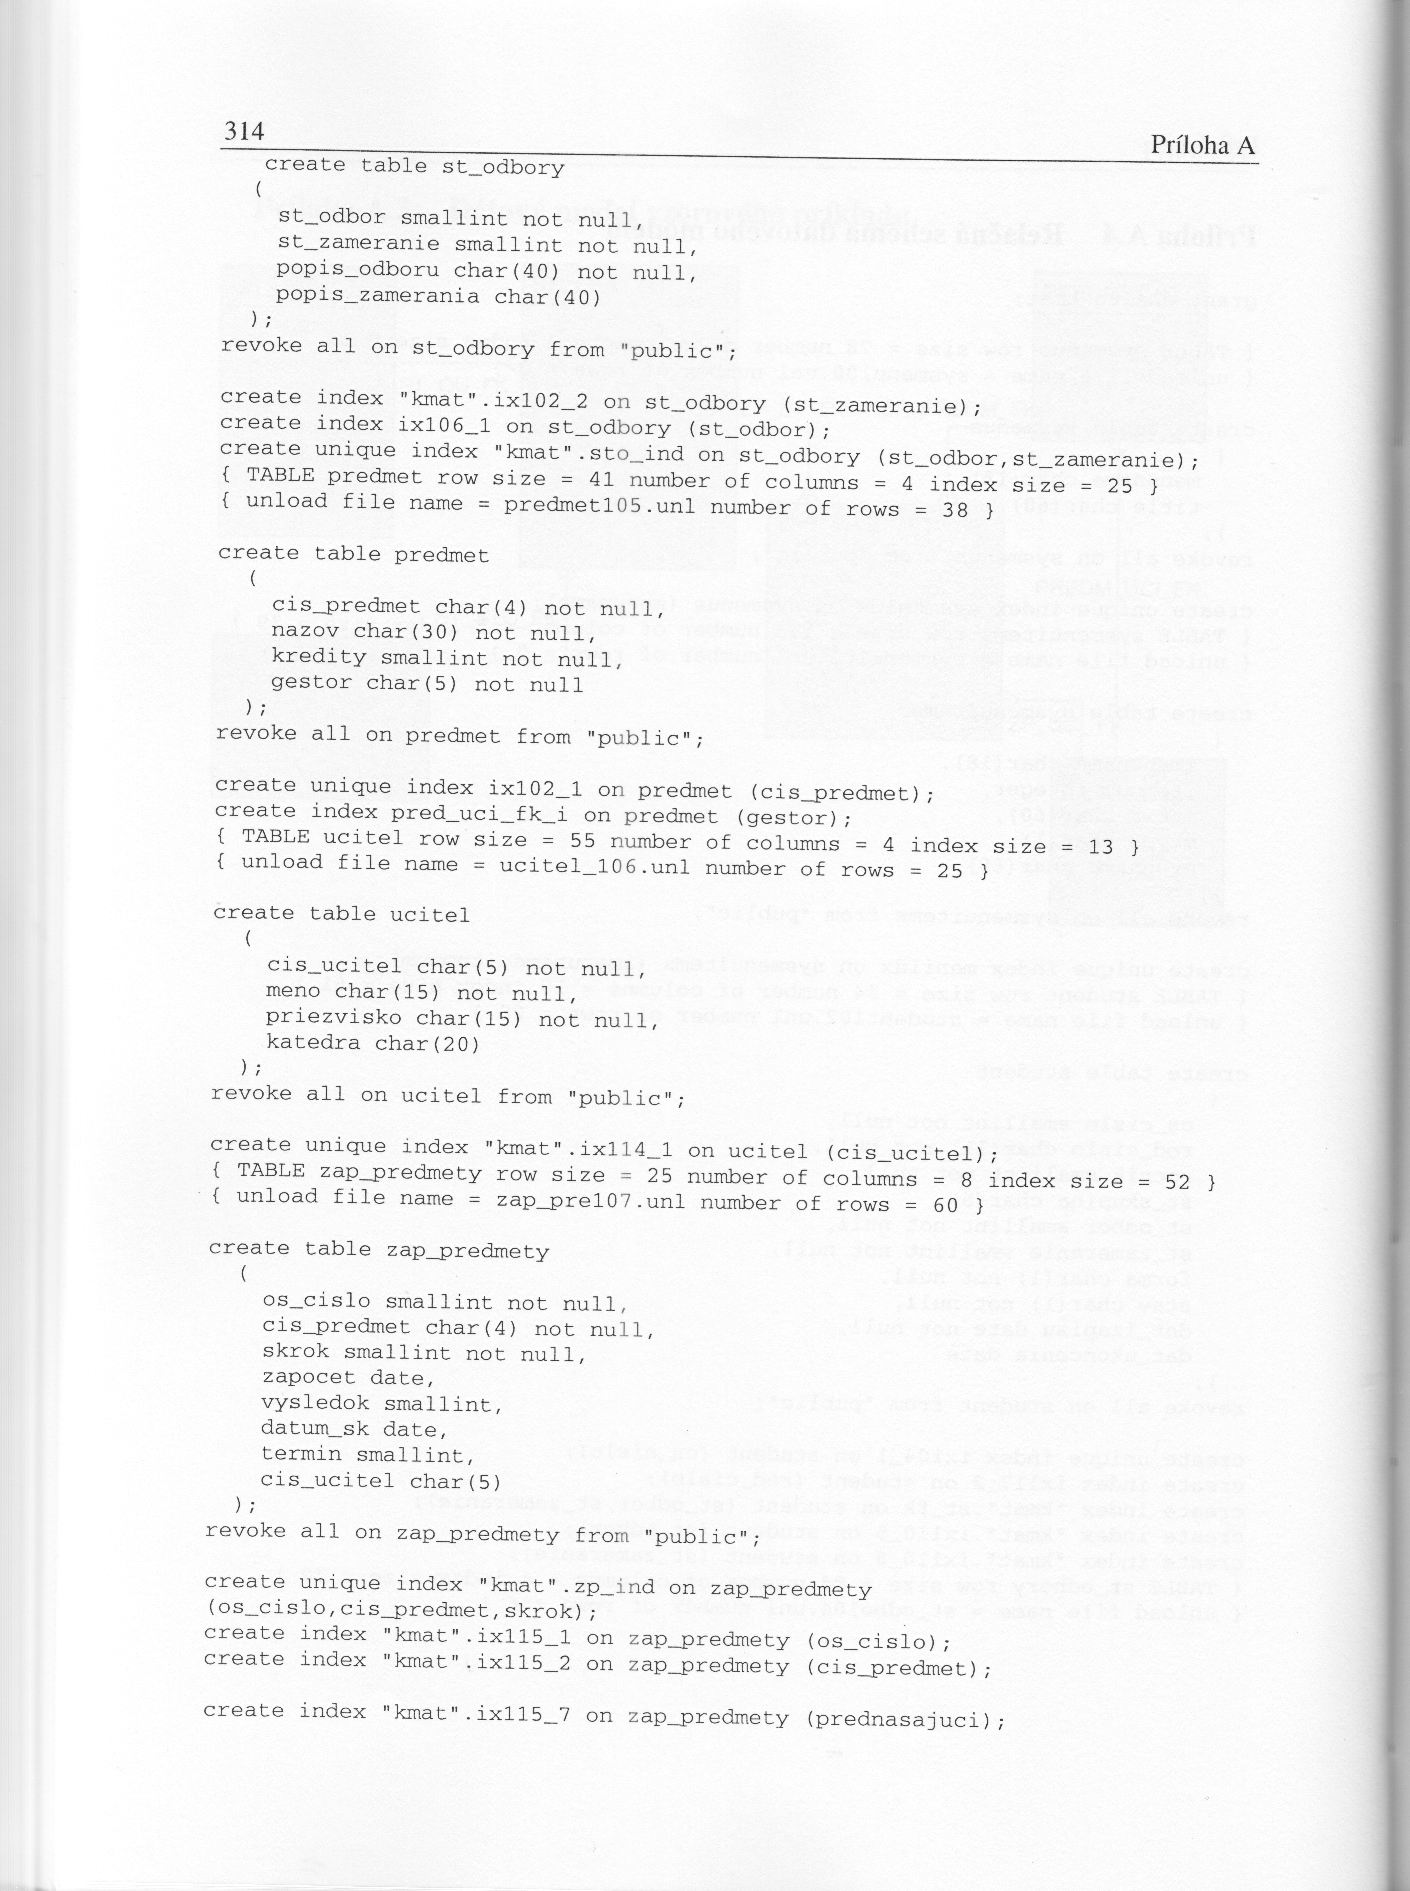 314
Príloha A
create table st_odbory
(
st_odbor smallint not null,
st_zameranie smallint not null,
popis_odboru char(40) not null,
popis_zamerania char(40)
);
revoke all on st_odbory from "public";
create index "kmat".ix102_2 on st_odbory (st_zameranie);
create index ix106_1 on st_odbory (st_odbor);
create unique index "kmat".sto_ind on st_odbory (st_odbor,st_zameranie);
{ TABLE predmet row size = 41 number of columns = 4 index size = 25 }
{ unload file name = predmet105.unl number of rows = 38 }
create table predmet
(
cis_predmet char(4) not null,
nazov char(30) not null,
kredity smallint not null,
gestor char(5) not null
);
revoke all on predmet from "public";
create unique index ix102_1 on predmet (cis_predmet);
create index pred_uci_fk_i on predmet (gestor);
{ TABLE ucitel row size = 55 number of columns = 4 index size = 13 }
{ unload file name = ucitel_106.unl number of rows = 25 }
create table ucitel
(
cis_ucitel char(5) not null,
meno char(15) not null,
priezvisko char(15) not null,
katedra char(20)
);
revoke all on ucitel from "public";
create unique index "kmat".ix114_1 on ucitel (cis_ucitel);
{ TABLE zap_predmety row size = 25 number of columns = 8 index size = 52 }
{ unload file name = zap_pre107.unl number of rows = 60 }
create table zap_predmety
(
os_cislo smallint not null,
cis_predmet char(4) not null,
skrok smallint not null,
zapocet date,
vysledok smallint,
datum_sk date,
termin smallint,
cis_ucitel char(5)
);
revoke all on zap_predmety from "public";
create unique index "kmat".zp_ind on zap_predmety
(os_cislo,cis_predmet,skrok);
create index "kmat".ix115_1 on zap_predmety (os_cislo);
create index "kmat".ix115_2 on zap_predmety (cis_predmet);
create index "kmat".ix115_7 on zap_predmety (prednasajuci);